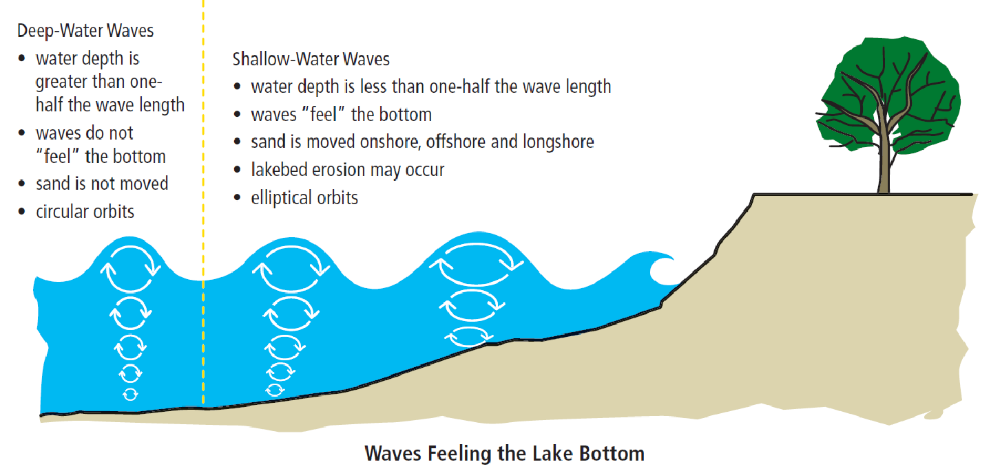 Deep-Water Waves
• water depth is
greater than one-
half the wave length
• waves do not
“feel” the bottom
• sand is not moved
• circular orbits
Shallow-Water Waves
• water depth is less than one-half the wave length
• waves “feel” the bottom
• sand is moved onshore, offshore and longshore
• lakebed erosion may occur
• elliptical orbits
Waves Feeling the Lake Bottom